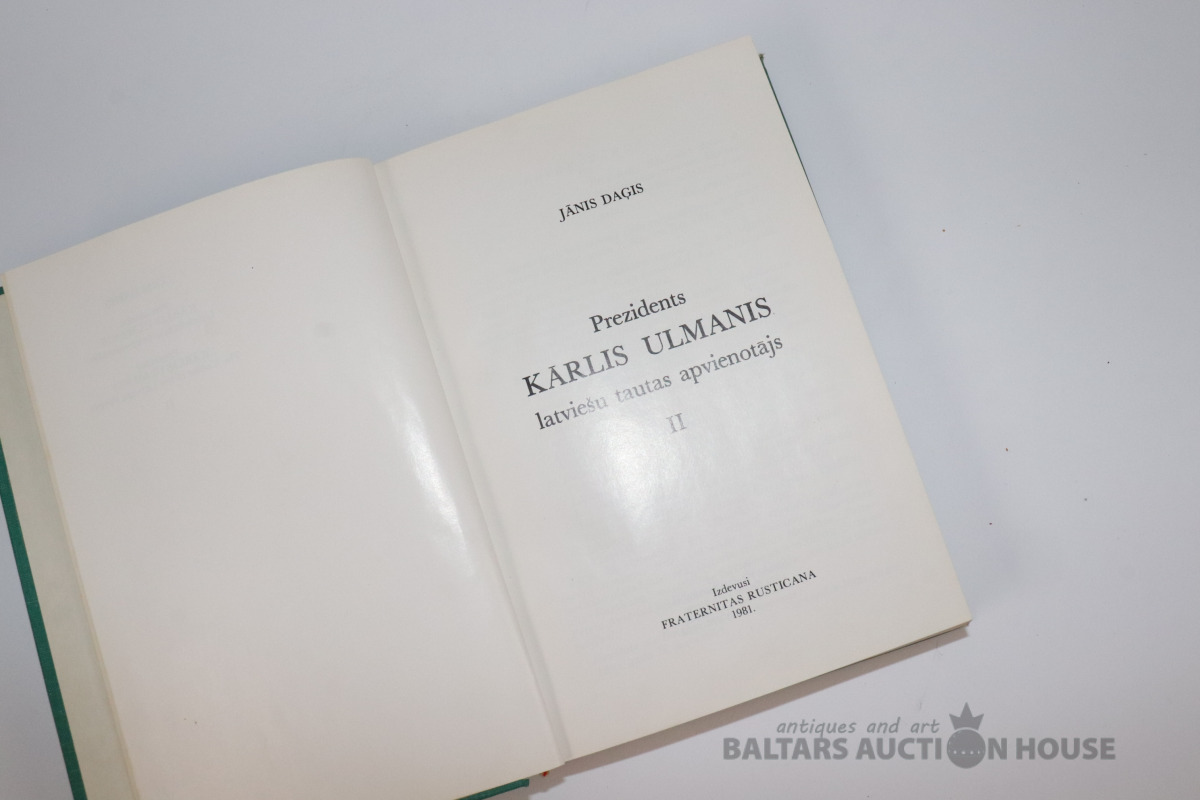 JĀNIS DAĢIS
Prezidents
KĀRLIS ULMANIS
latviešu tautas apvienotājs
II
Izdevusi
FRATERNITAS RUSTICANA
1981.
antiques and art
BALTARS AUCTION HOUSE